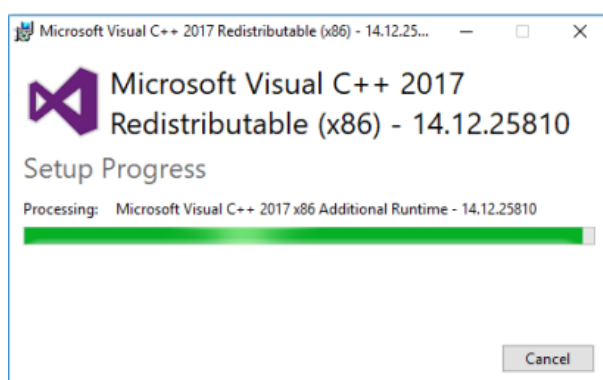 Microsoft Visual C++ 2017 Redistributable (x86) - 14.12.25...
Microsoft Visual C++ 2017
Redistributable (x86) - 14.12.25810
Setup Progress
Processing: Microsoft Visual C++ 2017 x86 Additional Runtime - 14.12.25810
Cancel